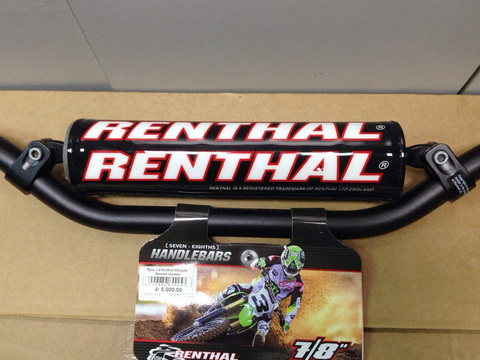 RENTHAL®
RENTHAL®
RENTHAL IS A REGISTERED TRADEMARK OF RENTHAL LTD ENGLAND
[ SEVEN - EIGHTHS ]
HANDLEBARS
5.000,00
3
7/8"
RENTHAL